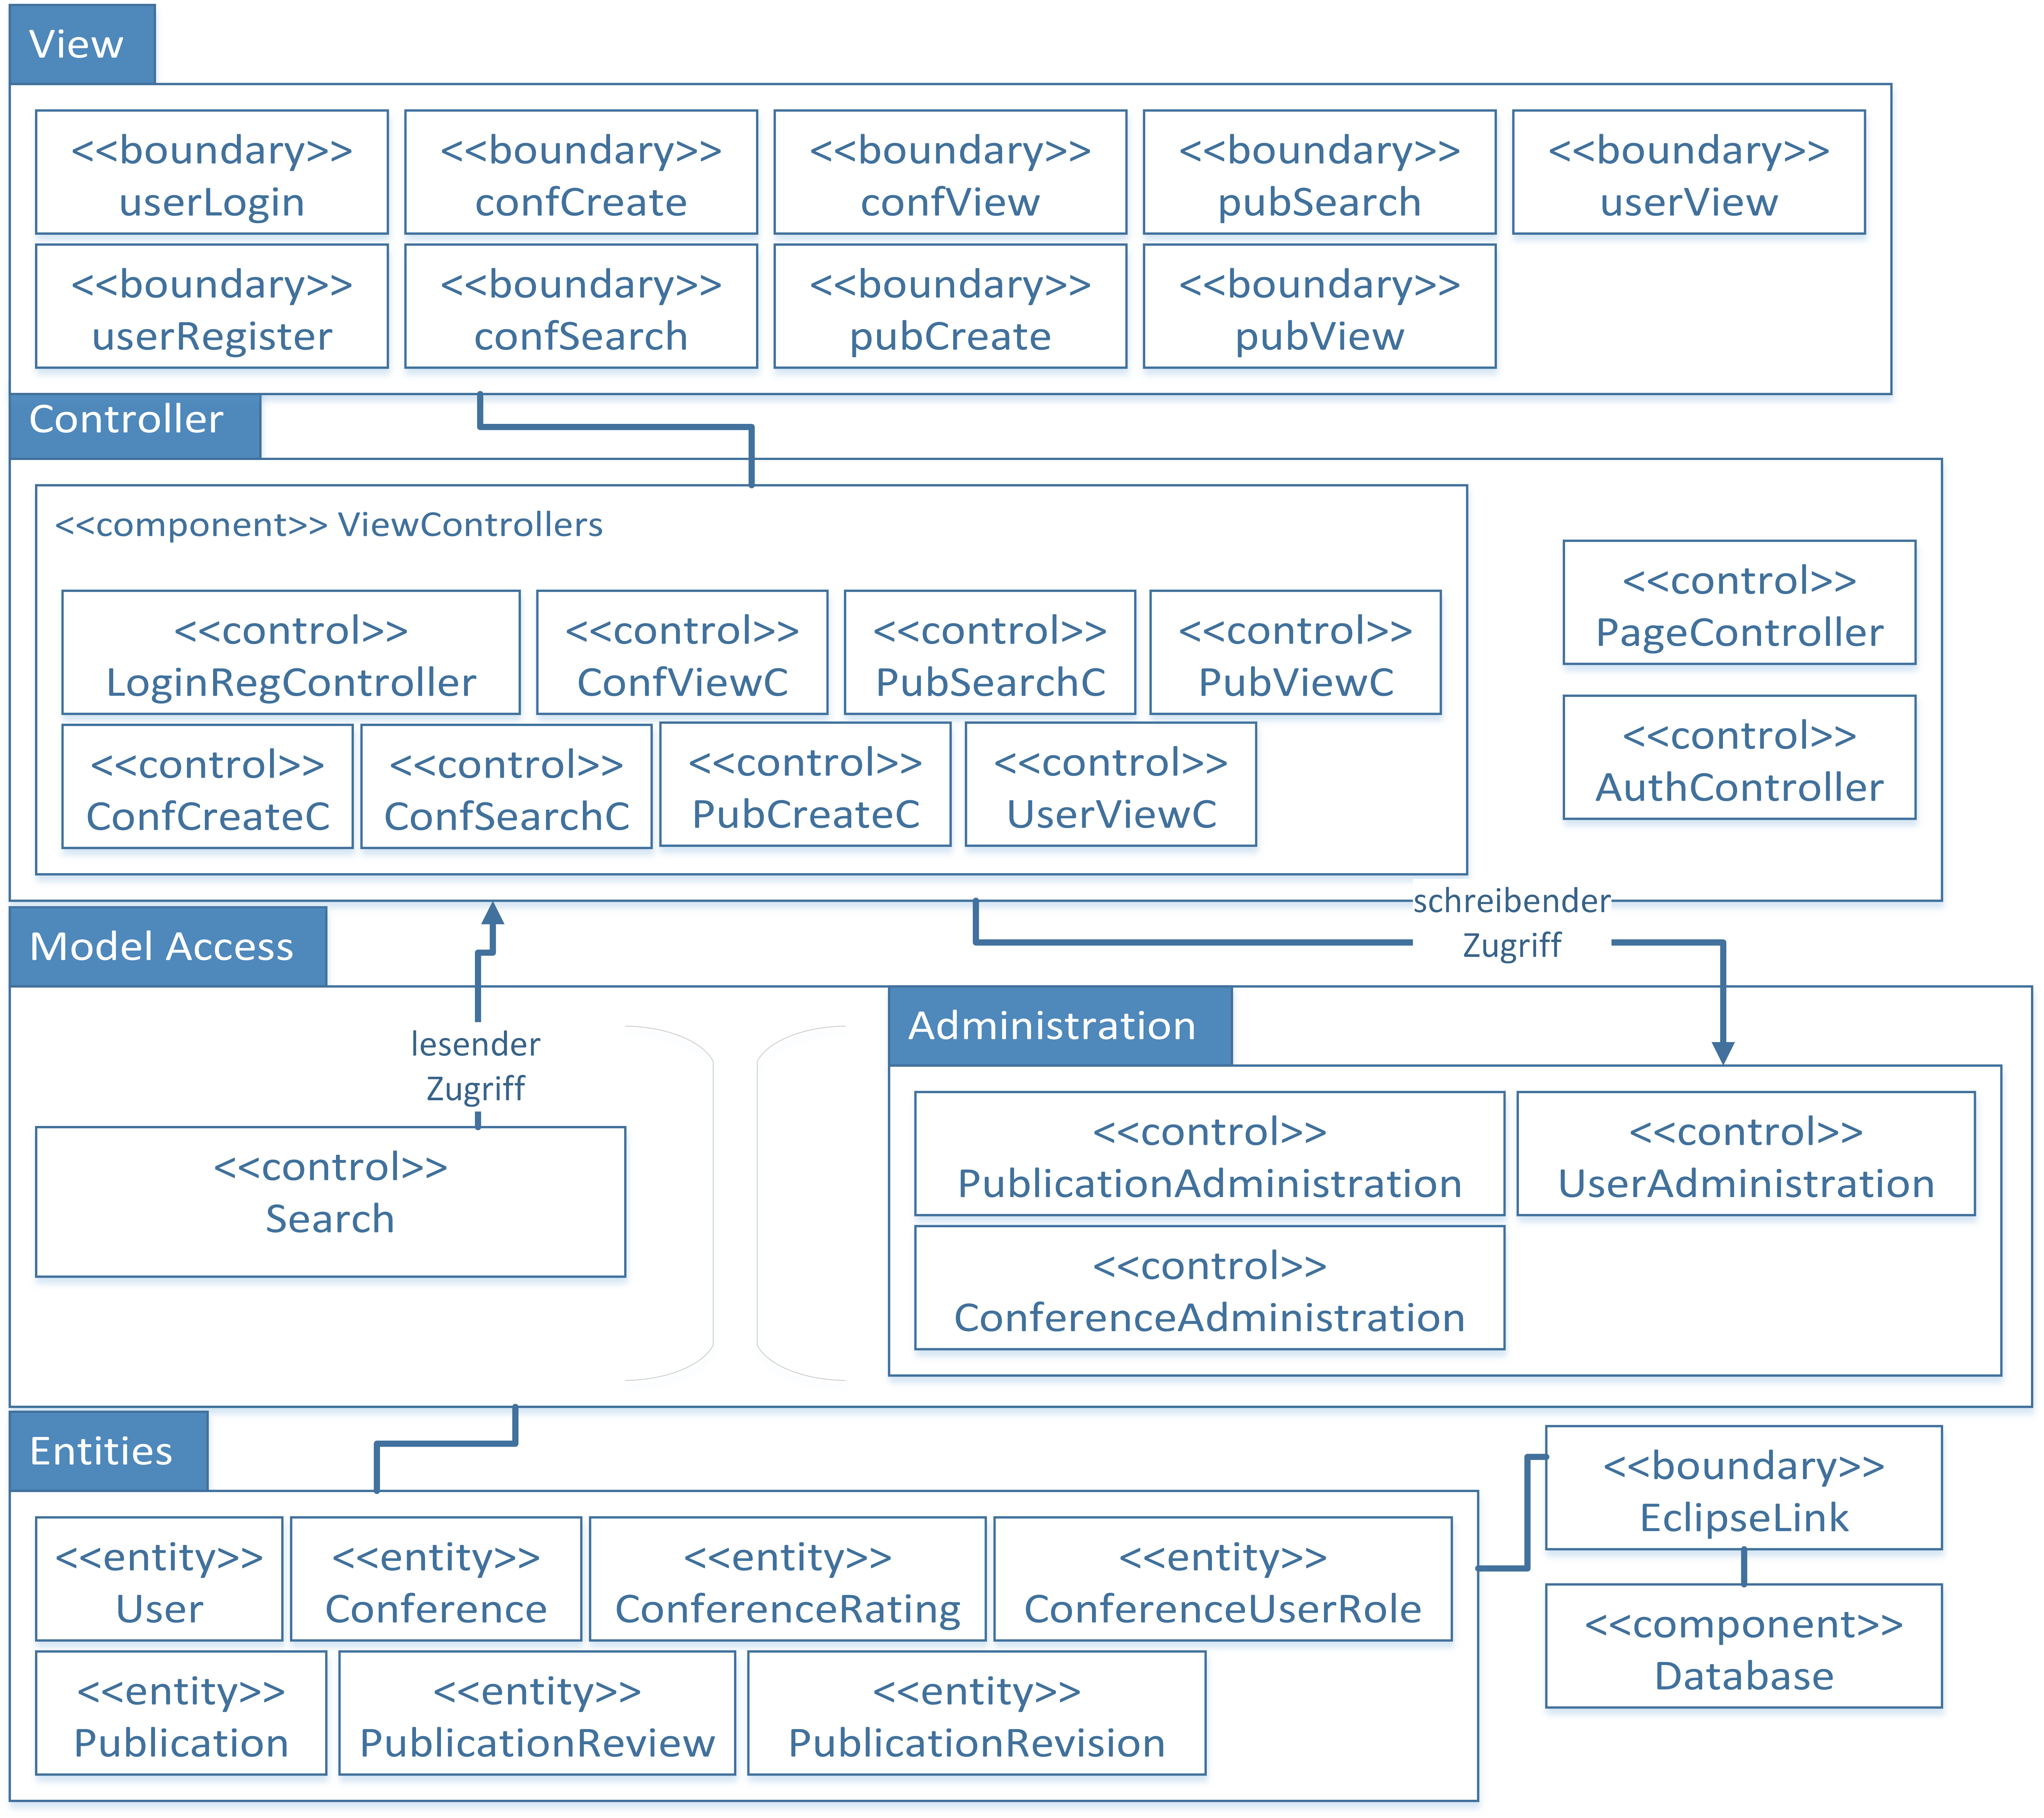 View
<<boundary>>
userLogin
<<boundary>>
confCreate
<<boundary>>
confView
<<boundary>>
pubSearch
<<boundary>>
userView
<<boundary>>
userRegister
<<boundary>>
confSearch
<<boundary>>
pubCreate
<<boundary>>
pubView
Controller
<<component>> ViewControllers
<<control>>
LoginRegController
<<control>>
ConfViewC
<<control>>
PubSearchC
<<control>>
PubViewC
<<control>>
ConfCreateC
<<control>>
ConfSearchC
<<control>>
PubCreateC
<<control>>
UserViewC
<<control>>
PageController
<<control>>
AuthController
schreibender
Zugriff
Model Access
lesender
Zugriff
<<control>>
Search
Administration
<<control>>
PublicationAdministration
<<control>>
UserAdministration
<<control>>
ConferenceAdministration
Entities
<<entity>>
User
<<entity>>
Conference
<<entity>>
ConferenceRating
<<entity>>
ConferenceUserRole
<<entity>>
Publication
<<entity>>
PublicationReview
<<entity>>
PublicationRevision
<<boundary>>
EclipseLink
<<component>>
Database